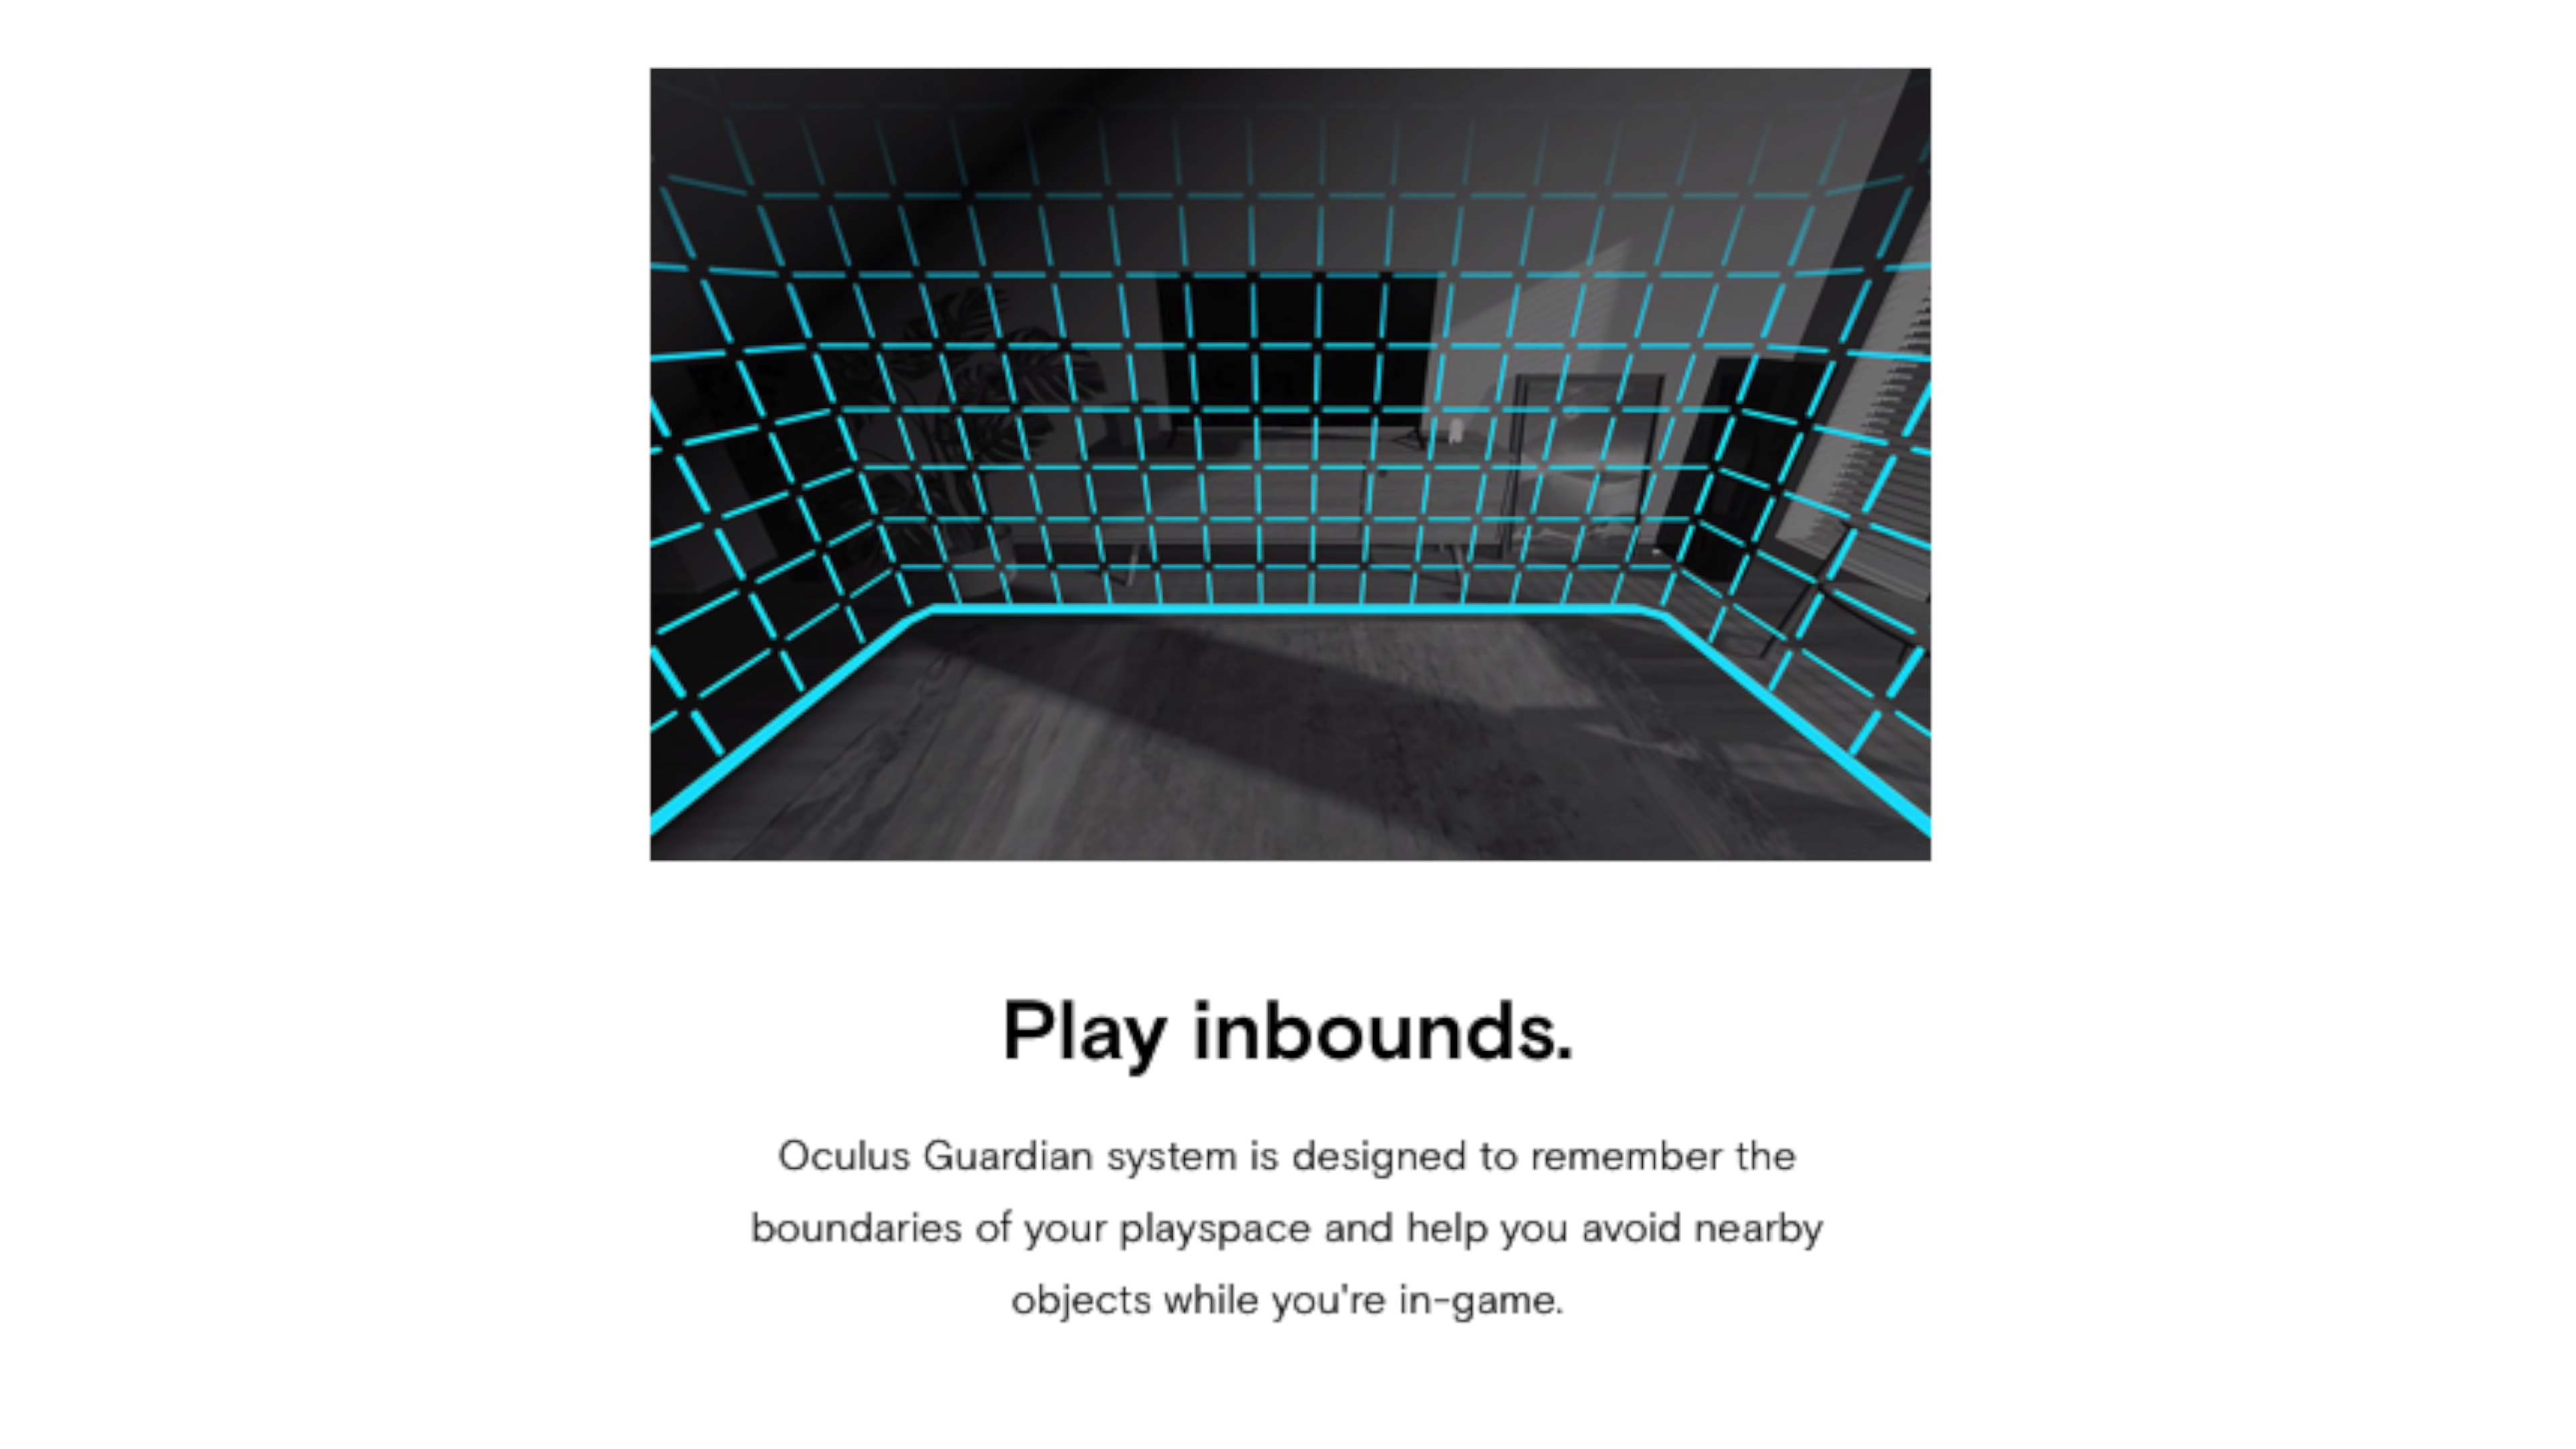 Play inbounds.
Oculus Guardian system is designed to remember the
boundaries of your playspace and help you avoid nearby
objects while you're in-game.